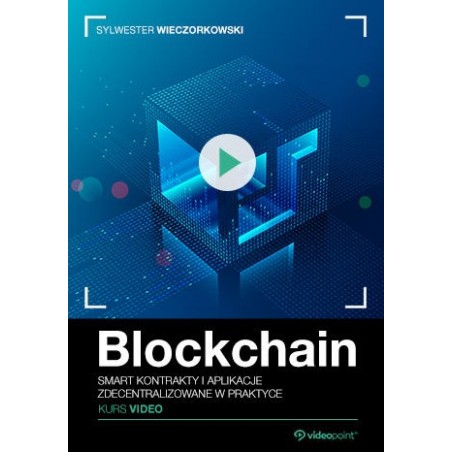 SYLWESTER WIECZORKOWSKI
Blockchain
SMART KONTRAKTY I APLIKACJE
ZDECENTRALIZOWANE W PRAKTYCE
KURS VIDEO
videopoint